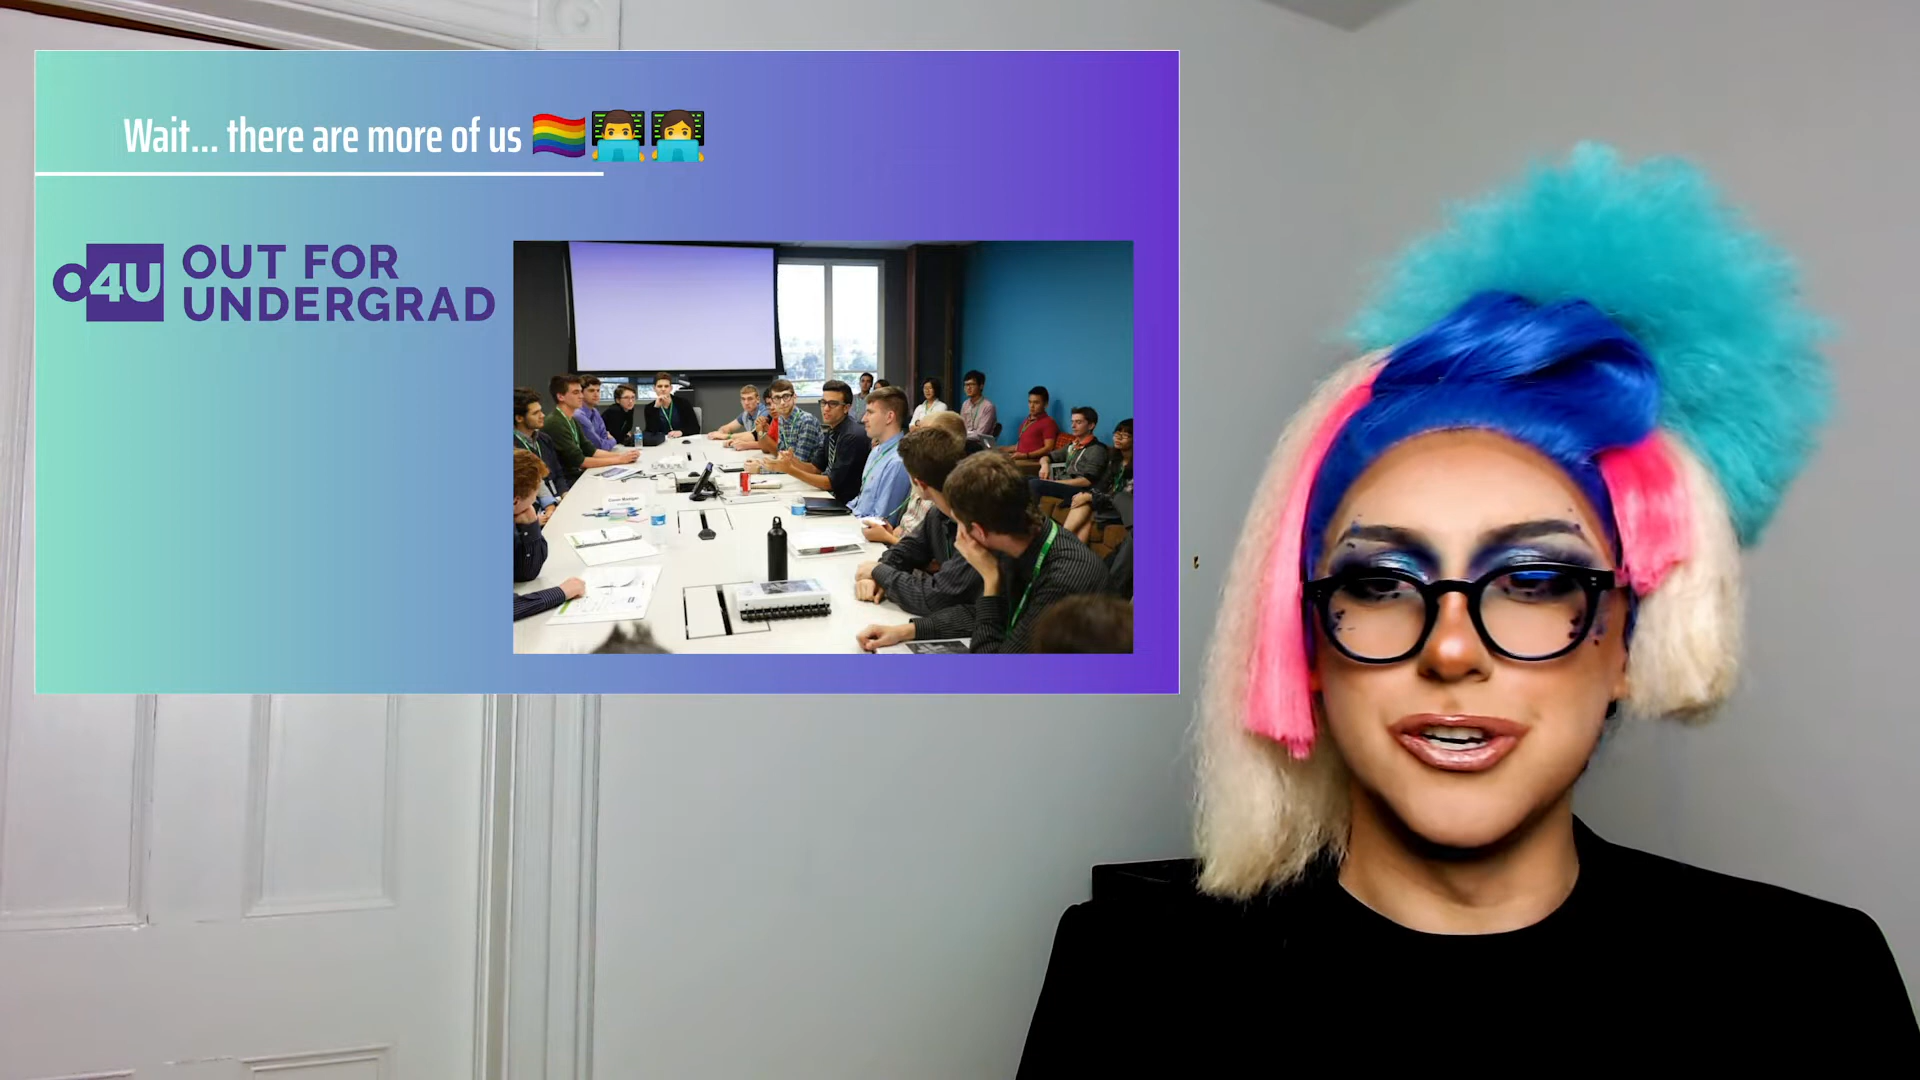 Wait... there are more of us 🏳️‍🌈👨‍💻👩‍💻
O4U
OUT FOR
UNDERGRAD